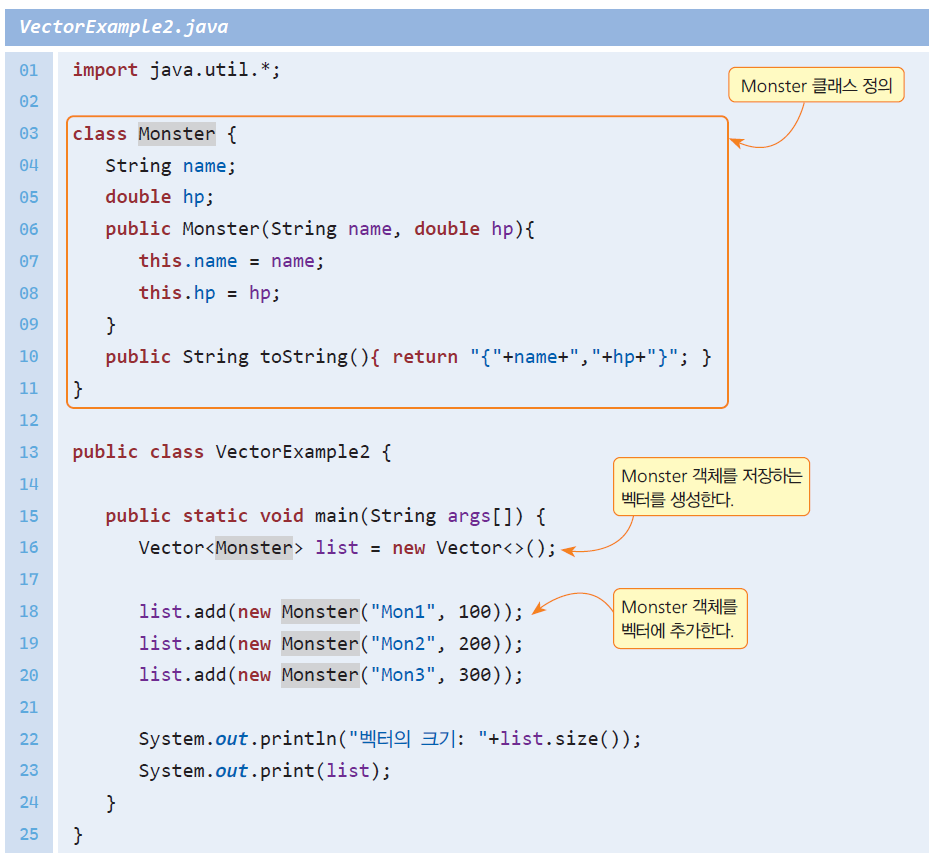 VectorExample2.java
01 import java.util.*;
02
Monster 클래스 정의
03 class Monster {
04 String name;
05 double hp;
06 public Monster(String name, double hp){
07 this.name = name;
08 this.hp = hp;
09 }
10 public String toString(){ return "{"+name+","+hp+"}"; }
11 }
12
13 public class VectorExample2 {
14
Monster 객체를 저장하는
벡터를 생성한다.
15 public static void main(String args[]) {
16 Vector<Monster> list = new Vector<>();
17
18 list.add(new Monster("Mon1", 100));
Monster 객체를
벡터에 추가한다.
19 list.add(new Monster("Mon2", 200));
20 list.add(new Monster("Mon3", 300));
21
22 System.out.println("벡터의 크기: "+list.size());
23 System.out.print(list);
24 }
25 }